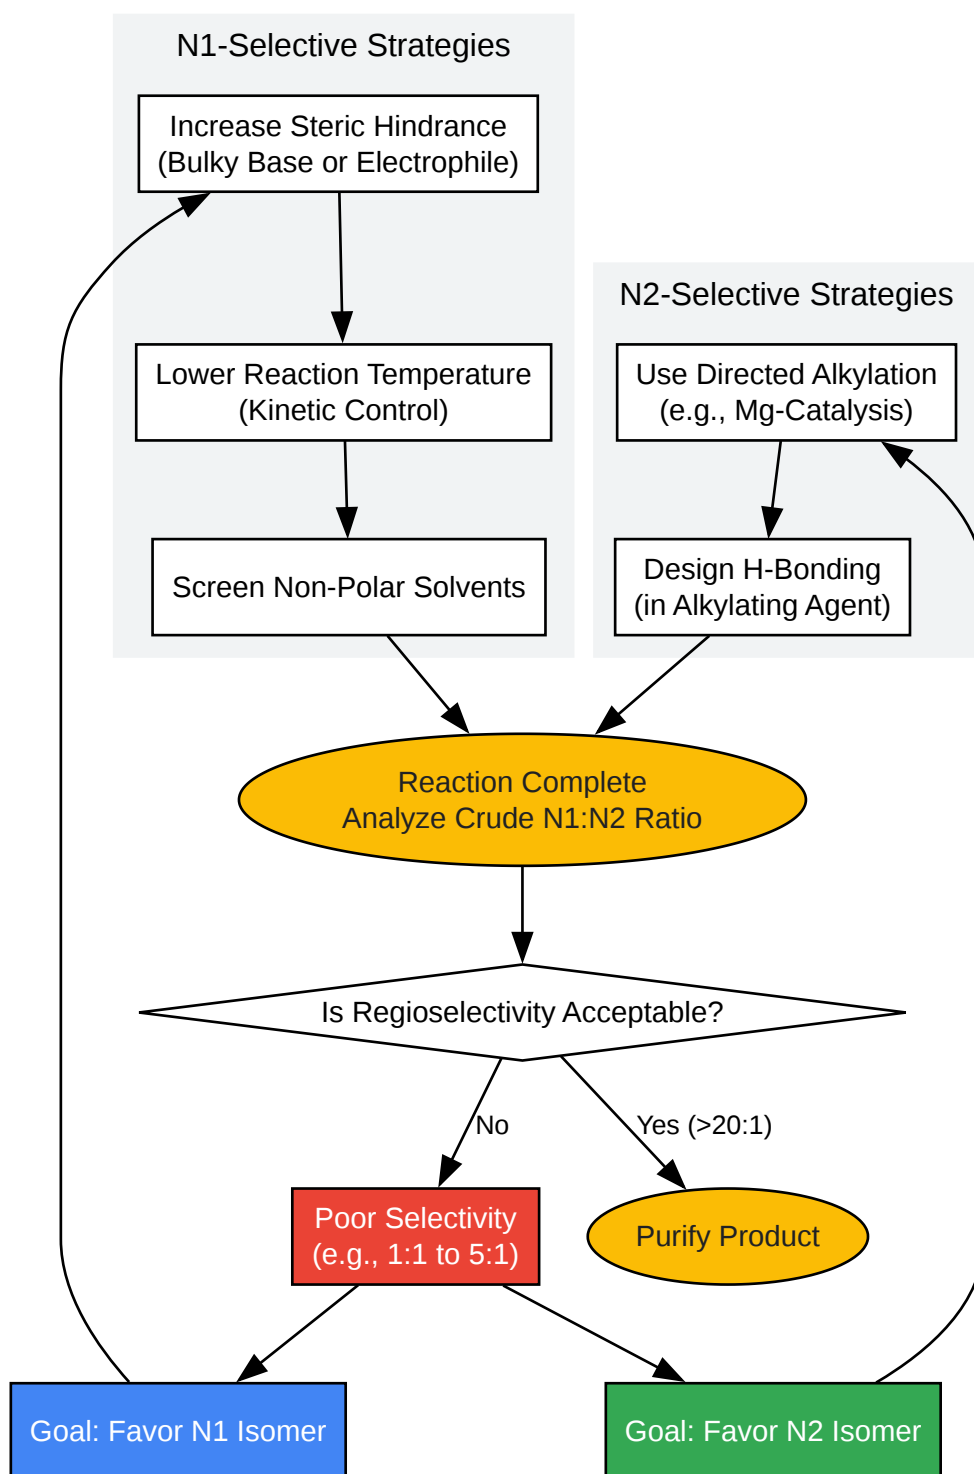 N1-Selective Strategies
Increase Steric Hindrance
(Bulky Base or Electrophile)
N2-Selective Strategies
Lower Reaction Temperature
(Kinetic Control)
Use Directed Alkylation
(e.g., Mg-Catalysis)
Screen Non-Polar Solvents
Design H-Bonding
(in Alkylating Agent)
Reaction Complete
Analyze Crude N1:N2 Ratio
Is Regioselectivity Acceptable?
No
Yes (>20:1)
Poor Selectivity
(e.g., 1:1 to 5:1)
Purify Product
Goal: Favor N1 Isomer
Goal: Favor N2 Isomer